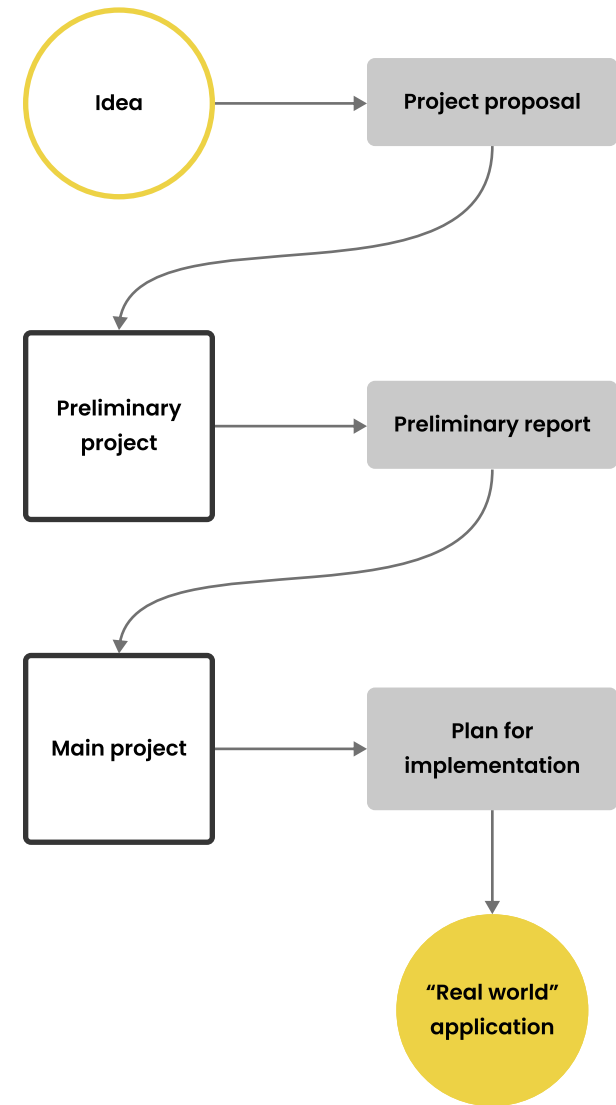 Idea
Project proposal
Preliminary
project
Preliminary report
Main project
Plan for
implementation
“Real world”
application